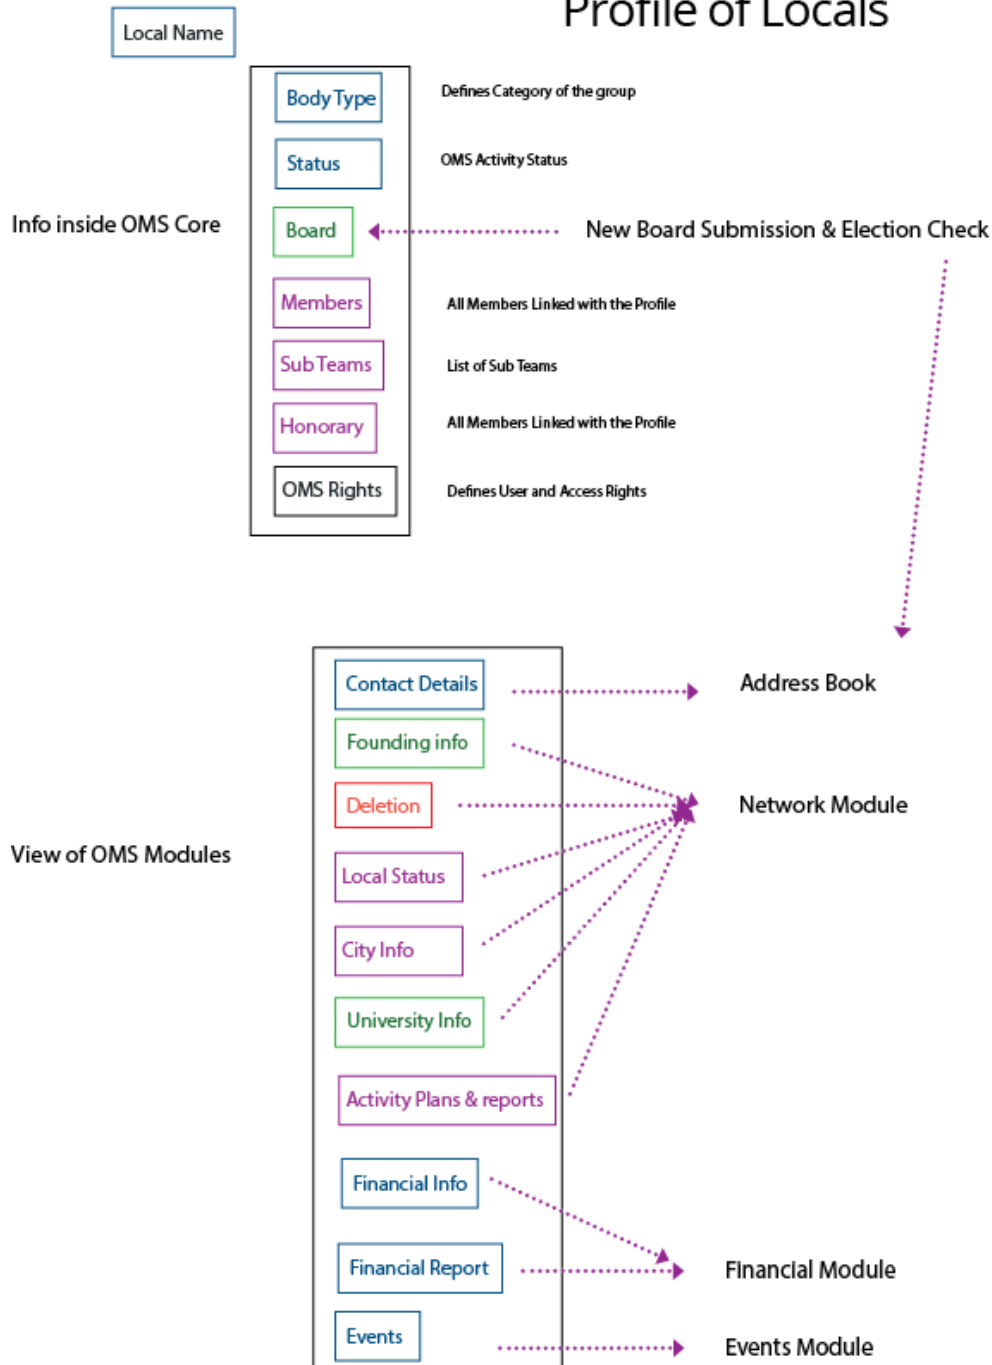 Profile of Locals
Local Name
Body Type
Defines Category of the group
Status
OMS Activity Status
Info inside OMS Core
Board
New Board Submission & Election Check
Members
All Members Linked with the Profile
Sub Teams
List of Sub Teams
Honorary
All Members Linked with the Profile
OMS Rights
Defines User and Access Rights
Contact Details
Address Book
Founding info
Deletion
Network Module
View of OMS Modules
Local Status
City Info
University Info
Activity Plans & reports
Financial Info
Financial Report
Financial Module
Events
Events Module